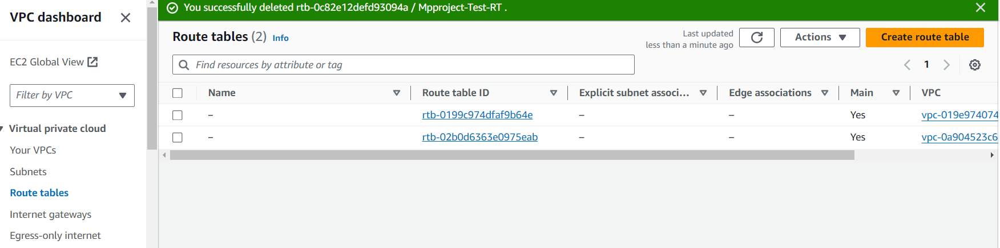 VPC dashboard
EC2 Global View
Filter by VPC
Virtual private cloud
Your VPCs
Subnets
Route tables
Internet gateways
Egress-only internet
You successfully deleted rtb-0c82e12defd93094a / Mpproject-Test-RT .
Route tables (2) Info
Last updated
less than a minute ago
Actions
Create route table
Find resources by attribute or tag
1
Name Route table ID Explicit subnet associ... Edge associations Main VPC
– rtb-0199c974dfaf9b64e – – Yes vpc-019e974074
– rtb-02b0d6363e0975eab – – Yes vpc-0a904523c6